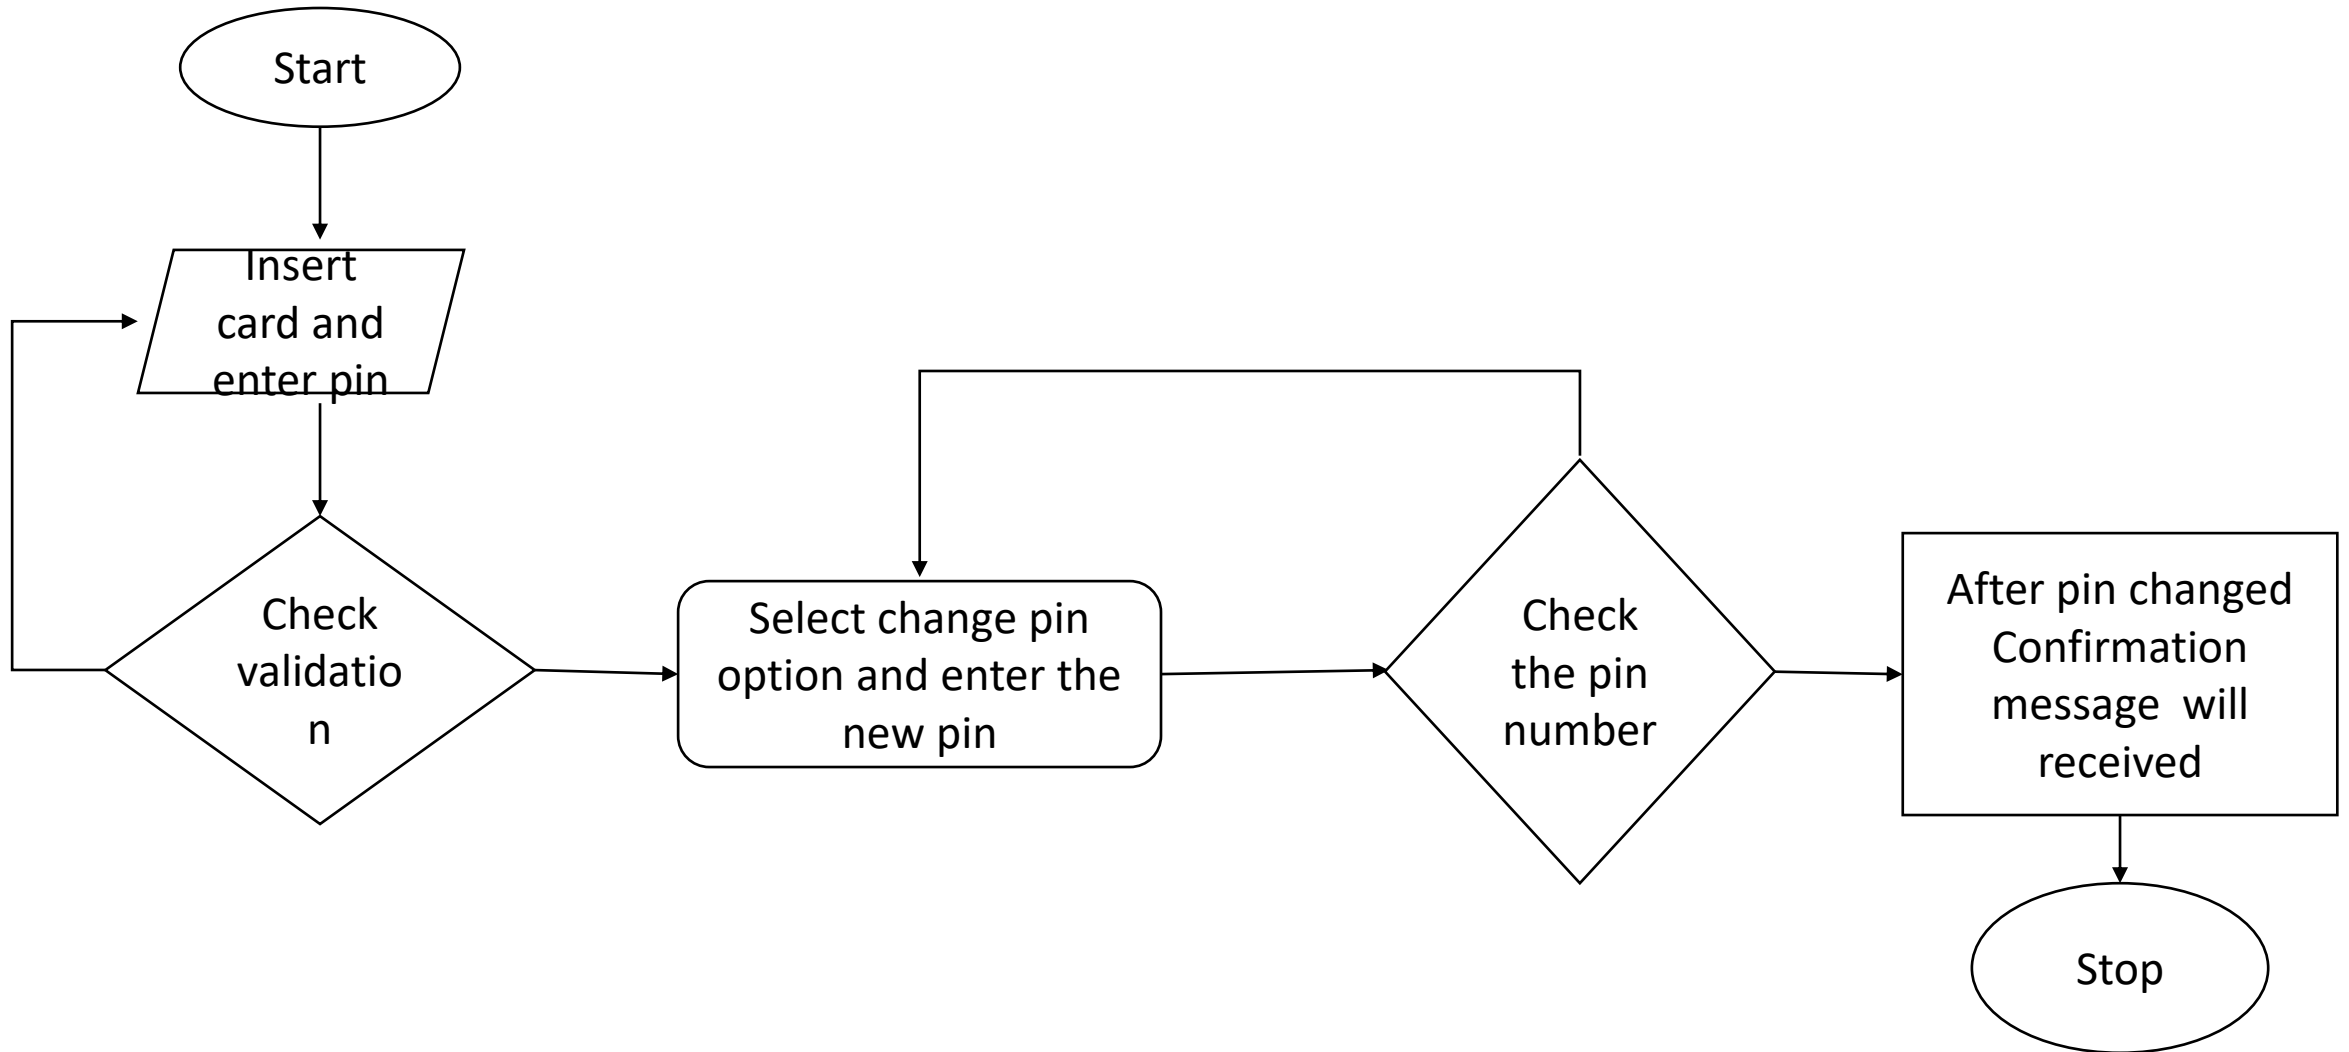 Start
Insert
card and
enter pin
Check
validatio
n
Select change pin
option and enter the
new pin
Check
the pin
number
After pin changed
Confirmation
message  will
received
Stop